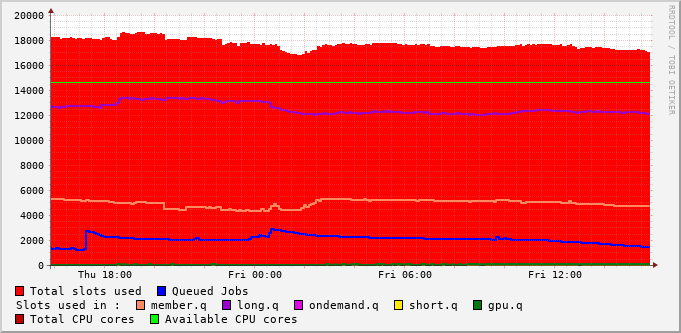 20000
18000
16000
14000
12000
10000
8000
6000
4000
2000
0
Thu 18:00 Fri 00:00 Fri 06:00 Fri 12:00
RRDTOOL / TOBI OETIKER
Total slots used Queued Jobs
Slots used in : member.q long.q ondemand.q short.q gpu.q
Total CPU cores Available CPU cores